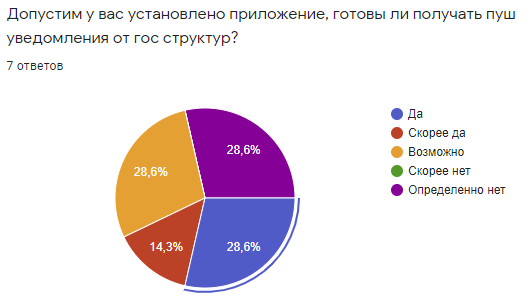 Допустим у вас установлено приложение, готовы ли получать пуш
уведомления от гос структур?
7 ответов
28,6%
28,6%
14,3%
28,6%
Да
Скорее да
Возможно
Скорее нет
Определенно нет